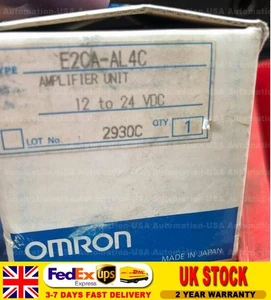 TYPE E2CA-AL4C
AMPLIFIER UNIT
12 to 24 VDC
LOT No 2930C QTY 1
OMRON
MADE IN JAPAN
FedEx Express
ups
DHL
EMS
3-7 DAYS FAST DELIVERY
UK STOCK
2 YEAR WARRANTY